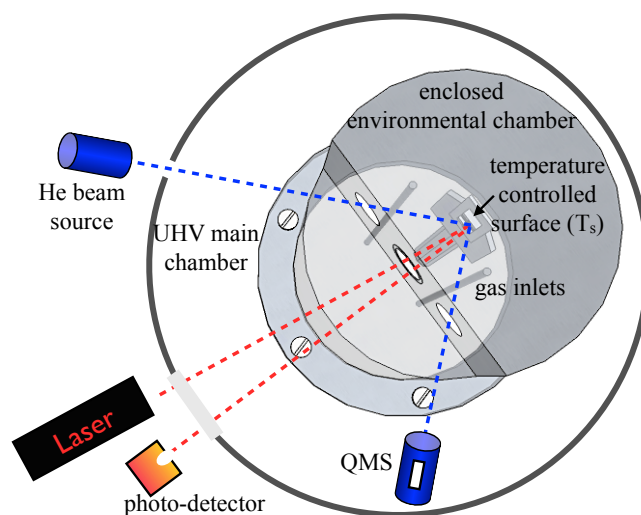 enclosed
environmental chamber
temperature
controlled
surface (Tₛ)
He beam
source
UHV main
chamber
gas inlets
Laser
QMS
photo-detector